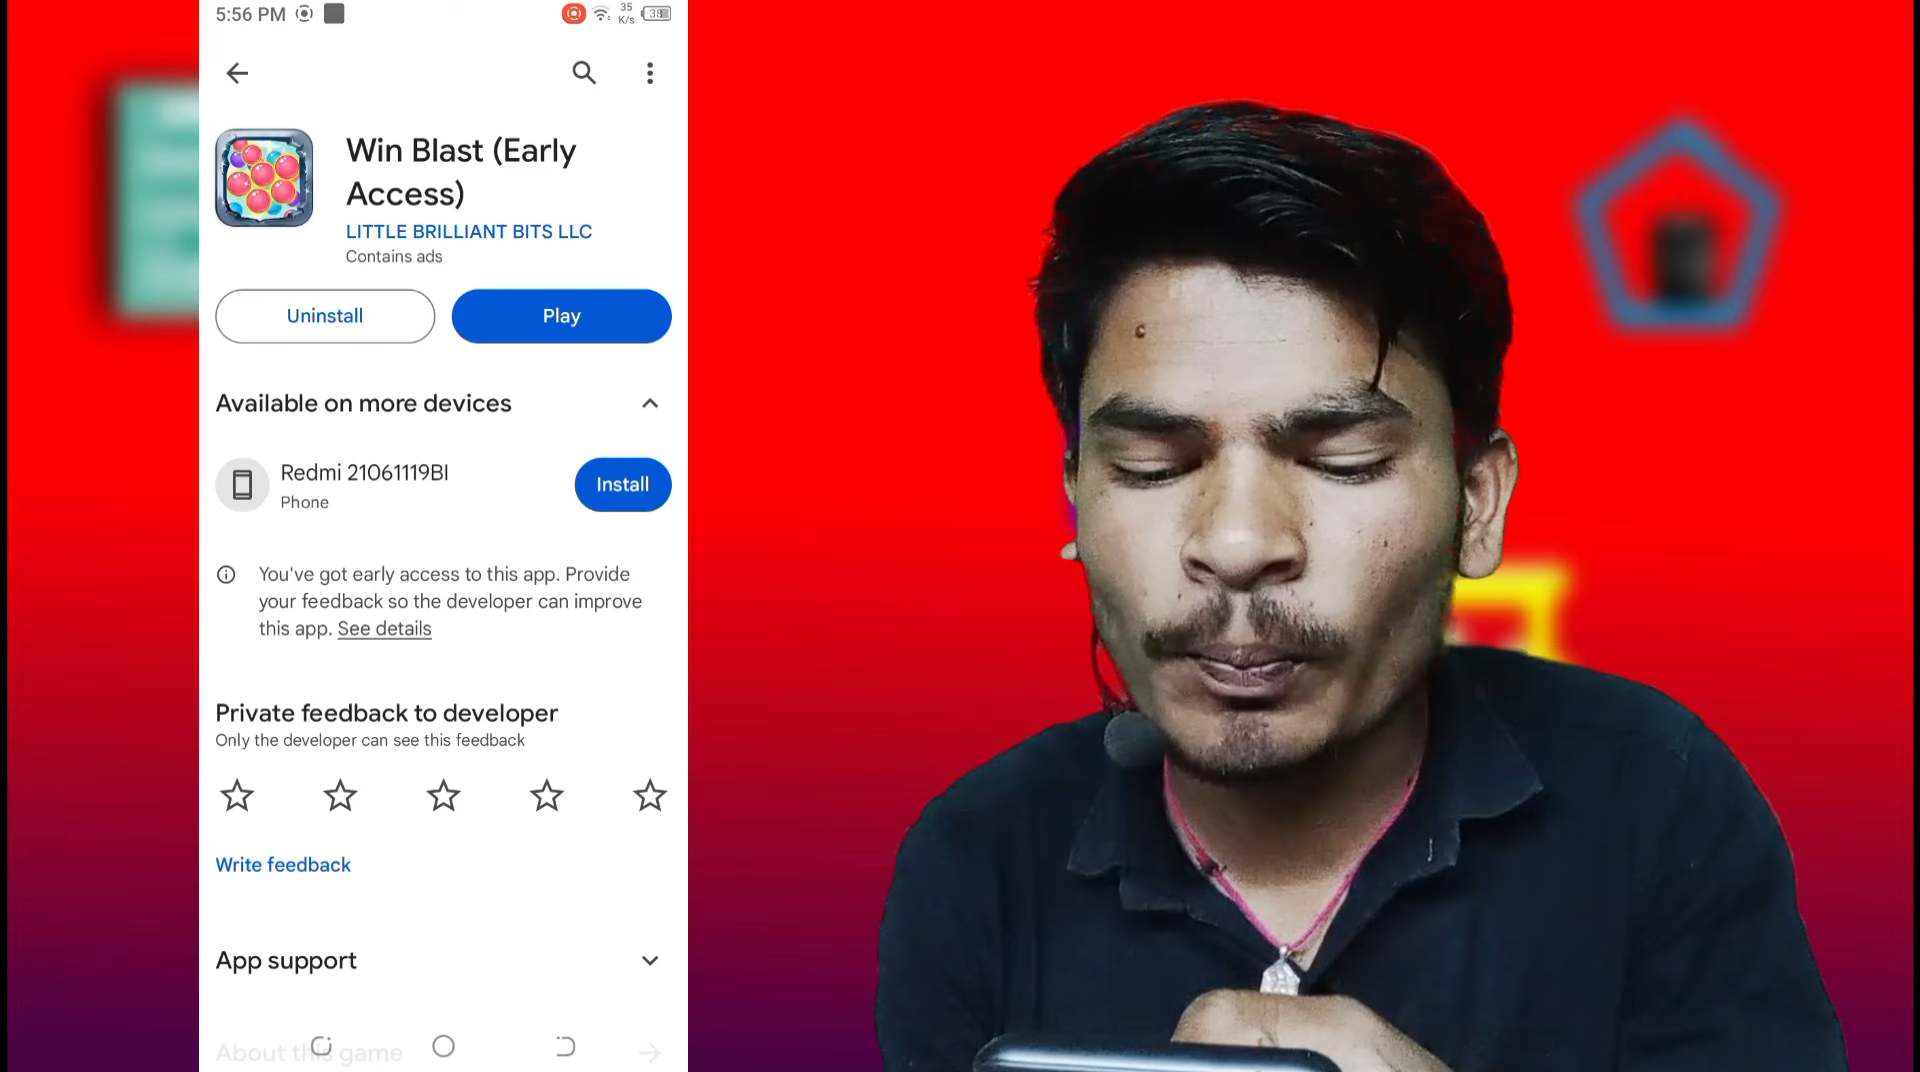 5:56 PM
35
K/s
38
Win Blast (Early
Access)
LITTLE BRILLIANT BITS LLC
Contains ads
Uninstall
Play
Available on more devices
Redmi 21061119BI
Phone
Install
You've got early access to this app. Provide
your feedback so the developer can improve
this app. See details
Private feedback to developer
Only the developer can see this feedback
Write feedback
App support
About this game